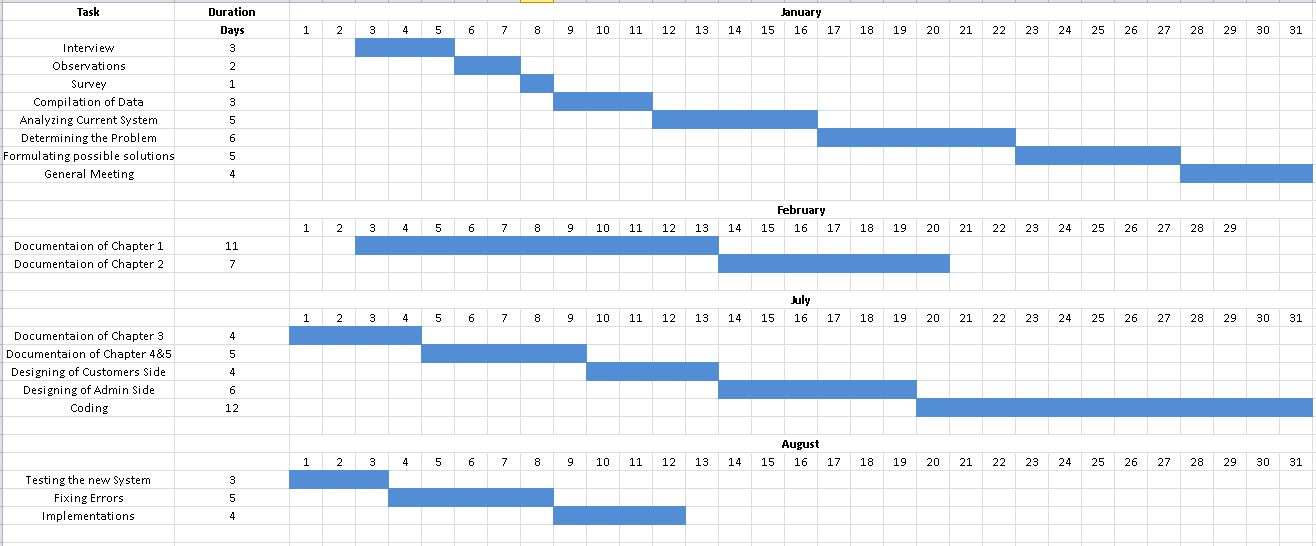 Task Duration January
Days 1 2 3 4 5 6 7 8 9 10 11 12 13 14 15 16 17 18 19 20 21 22 23 24 25 26 27 28 29 30 31
Interview 3
Observations 2
Survey 1
Compilation of Data 3
Analyzing Current System 5
Determining the Problem 6
Formulating possible solutions 5
General Meeting 4
February
1 2 3 4 5 6 7 8 9 10 11 12 13 14 15 16 17 18 19 20 21 22 23 24 25 26 27 28 29
Documentaion of Chapter 1 11
Documentaion of Chapter 2 7
July
1 2 3 4 5 6 7 8 9 10 11 12 13 14 15 16 17 18 19 20 21 22 23 24 25 26 27 28 29 30 31
Documentaion of Chapter 3 4
Documentaion of Chapter 4&5 5
Designing of Customers Side 4
Designing of Admin Side 6
Coding 12
August
1 2 3 4 5 6 7 8 9 10 11 12 13 14 15 16 17 18 19 20 21 22 23 24 25 26 27 28 29 30 31
Testing the new System 3
Fixing Errors 5
Implementations 4